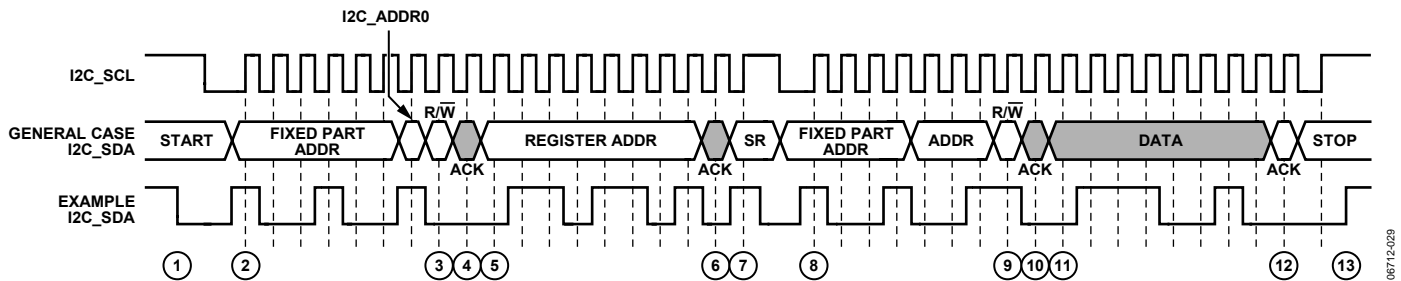 I2C_ADDR0
I2C_SCL
R/W
GENERAL CASE
I2C_SDA
START
FIXED PART
ADDR
ACK
REGISTER ADDR
ACK
SR
FIXED PART
ADDR
ADDR
R/W
ACK
DATA
ACK
STOP
EXAMPLE
I2C_SDA
1
2
3
4
5
6
7
8
9
10
11
12
13
06712-029